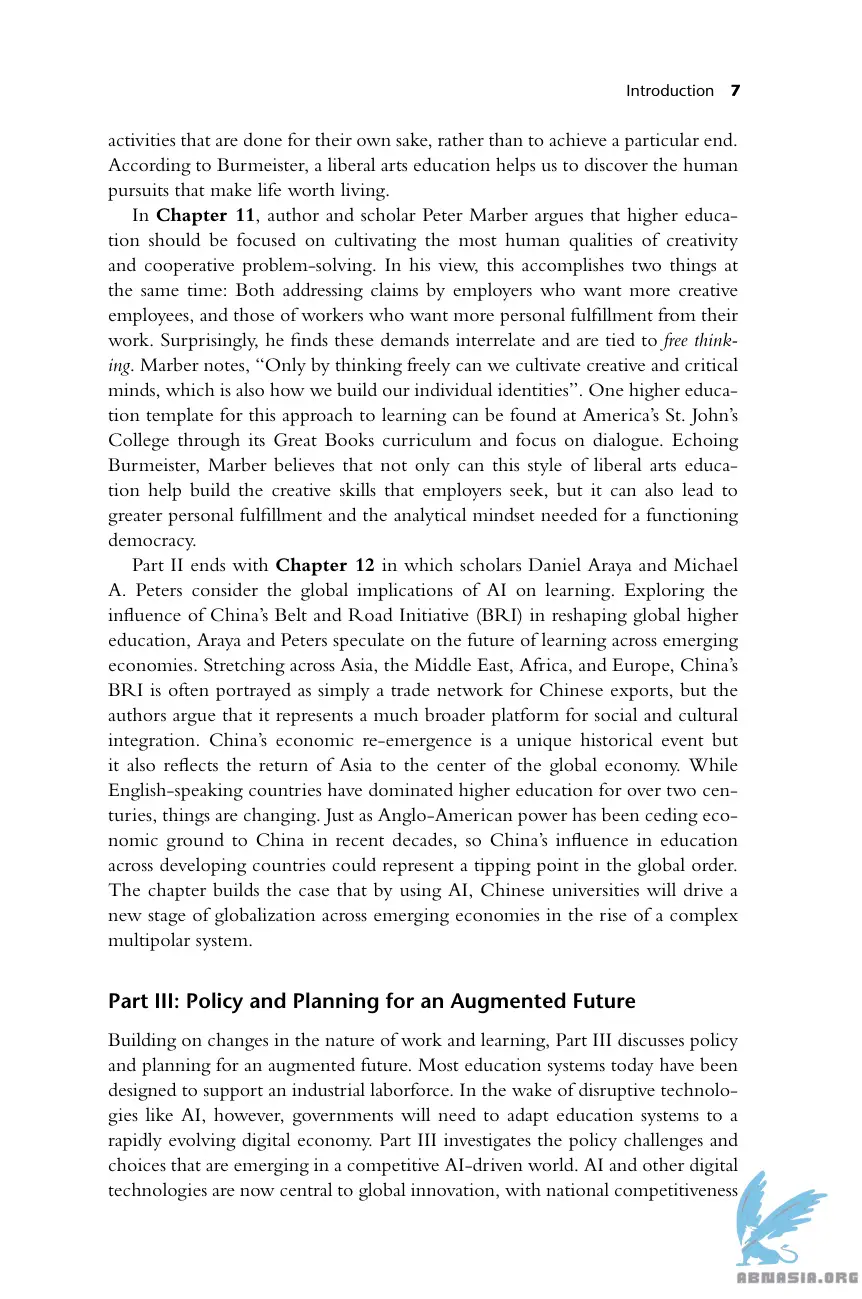 Introduction 7
activities that are done for their own sake, rather than to achieve a particular end.
According to Burmeister, a liberal arts education helps us to discover the human
pursuits that make life worth living.
In Chapter 11, author and scholar Peter Marber argues that higher educa-
tion should be focused on cultivating the most human qualities of creativity
and cooperative problem-solving. In his view, this accomplishes two things at
the same time: Both addressing claims by employers who want more creative
employees, and those of workers who want more personal fulfillment from their
work. Surprisingly, he finds these demands interrelate and are tied to free think-
ing. Marber notes, “Only by thinking freely can we cultivate creative and critical
minds, which is also how we build our individual identities”. One higher educa-
tion template for this approach to learning can be found at America’s St. John’s
College through its Great Books curriculum and focus on dialogue. Echoing
Burmeister, Marber believes that not only can this style of liberal arts educa-
tion help build the creative skills that employers seek, but it can also lead to
greater personal fulfillment and the analytical mindset needed for a functioning
democracy.
Part II ends with Chapter 12 in which scholars Daniel Araya and Michael
A. Peters consider the global implications of AI on learning. Exploring the
influence of China’s Belt and Road Initiative (BRI) in reshaping global higher
education, Araya and Peters speculate on the future of learning across emerging
economies. Stretching across Asia, the Middle East, Africa, and Europe, China’s
BRI is often portrayed as simply a trade network for Chinese exports, but the
authors argue that it represents a much broader platform for social and cultural
integration. China’s economic re-emergence is a unique historical event but
it also reflects the return of Asia to the center of the global economy. While
English-speaking countries have dominated higher education for over two cen-
turies, things are changing. Just as Anglo-American power has been ceding eco-
nomic ground to China in recent decades, so China’s influence in education
across developing countries could represent a tipping point in the global order.
The chapter builds the case that by using AI, Chinese universities will drive a
new stage of globalization across emerging economies in the rise of a complex
multipolar system.
Part III: Policy and Planning for an Augmented Future
Building on changes in the nature of work and learning, Part III discusses policy
and planning for an augmented future. Most education systems today have been
designed to support an industrial laborforce. In the wake of disruptive technolo-
gies like AI, however, governments will need to adapt education systems to a
rapidly evolving digital economy. Part III investigates the policy challenges and
choices that are emerging in a competitive AI-driven world. AI and other digital
technologies are now central to global innovation, with national competitiveness
ABNASIA.ORG